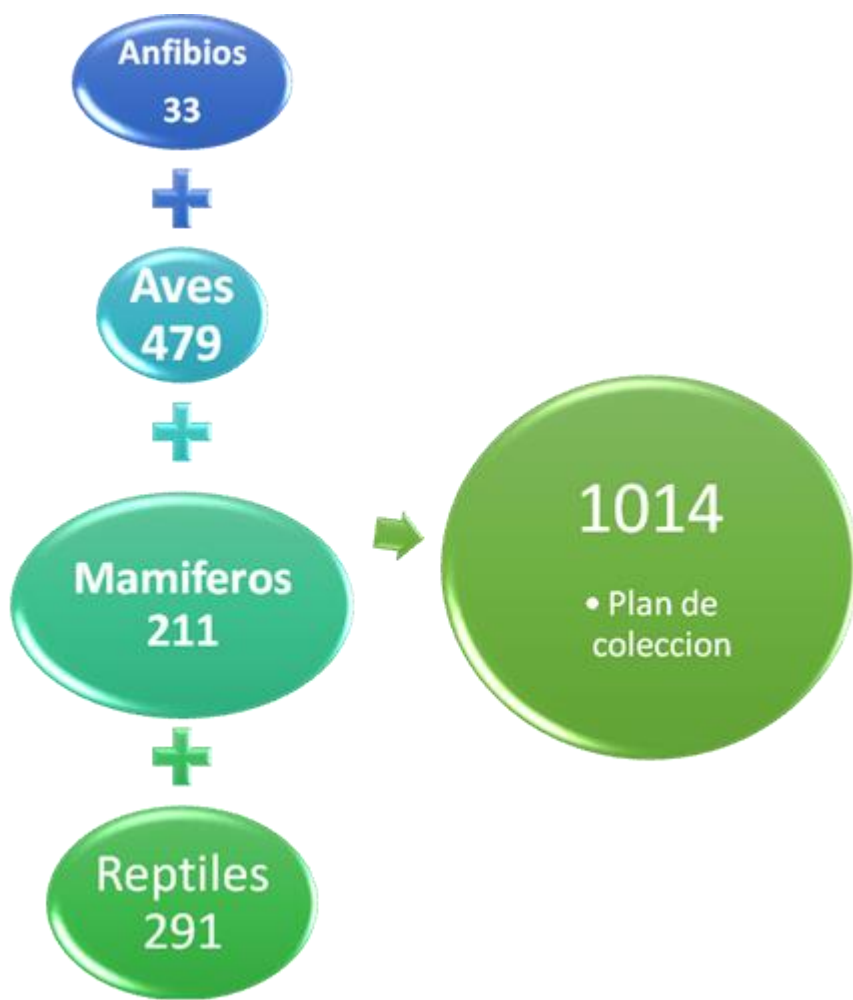 Anfibios
33
Aves
479
Mamiferos
211
Reptiles
291
1014
• Plan de
coleccion